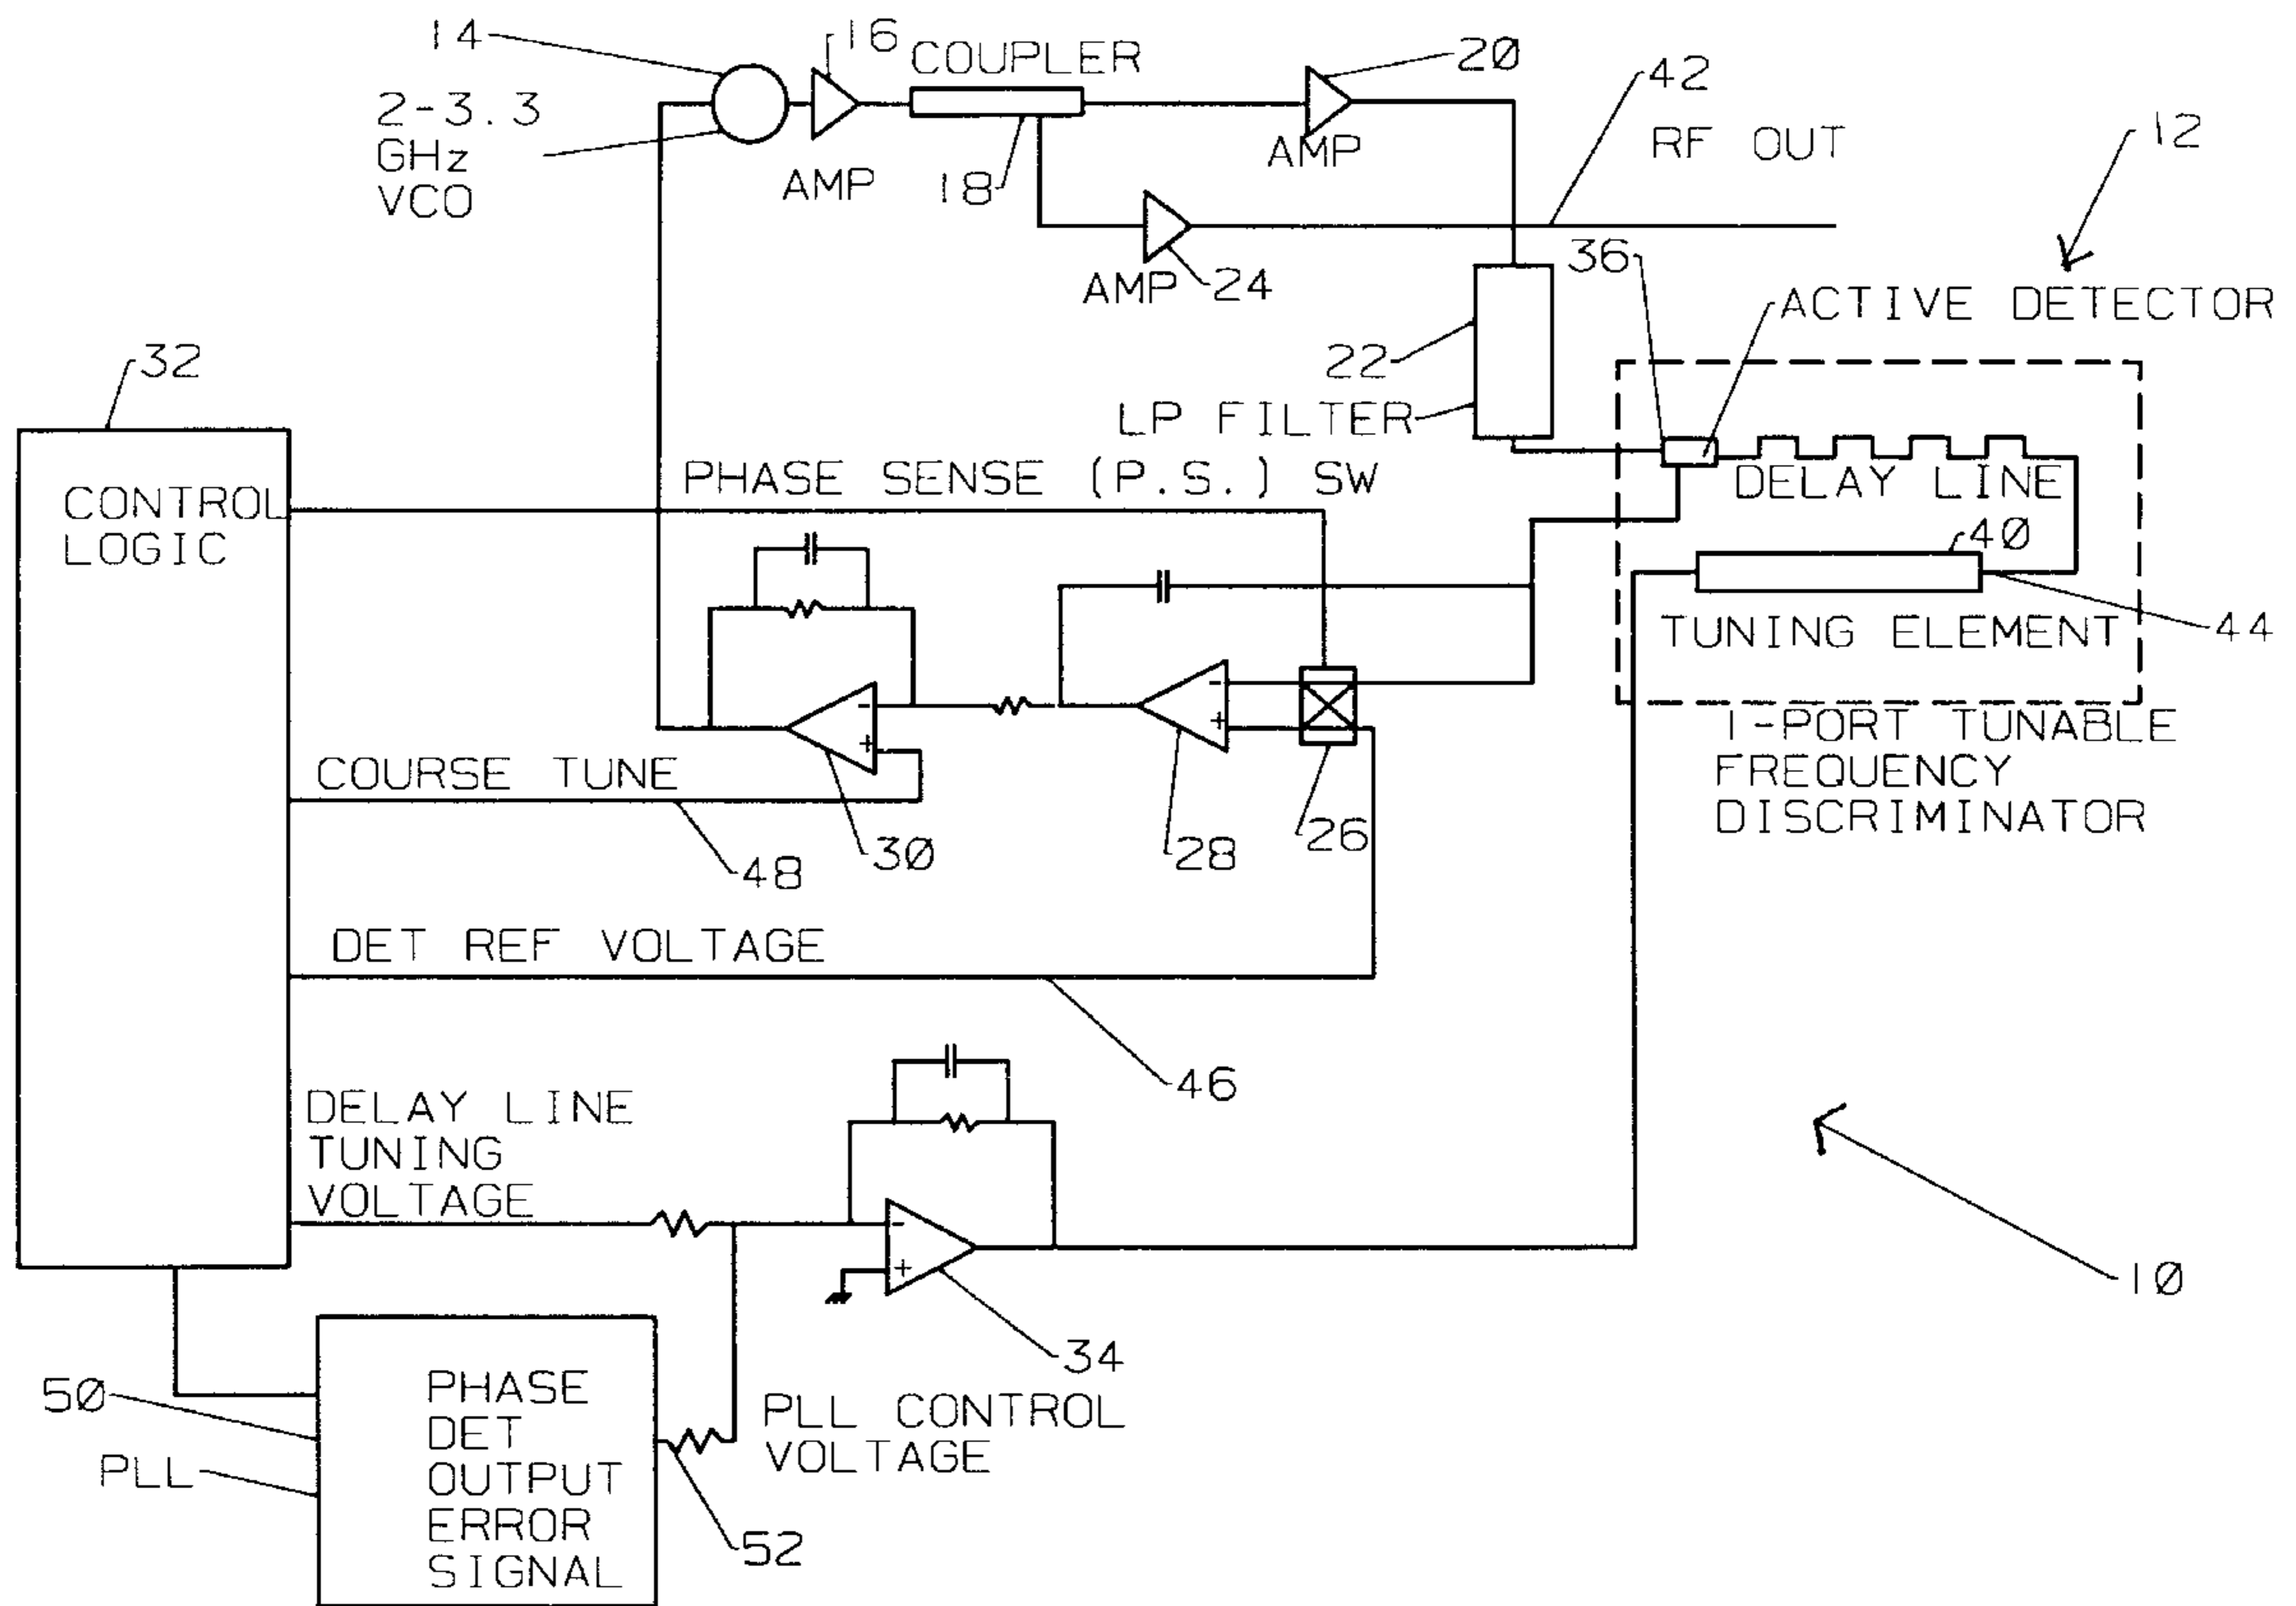 14
16
COUPLER
20
42
2-3.3
GHz
VCO
AMP
18
AMP
RF OUT
12
AMP
24
36
ACTIVE DETECTOR
32
22
LP FILTER
PHASE SENSE (P.S.) SW
DELAY LINE
CONTROL
LOGIC
40
TUNING ELEMENT
44
-
+
-
+
1-PORT TUNABLE
FREQUENCY
DISCRIMINATOR
COURSE TUNE
48
30
28
26
DET REF VOLTAGE
46
DELAY LINE
TUNING
VOLTAGE
-
+
34
10
50
PLL
PHASE
DET
OUTPUT
ERROR
SIGNAL
52
PLL CONTROL
VOLTAGE